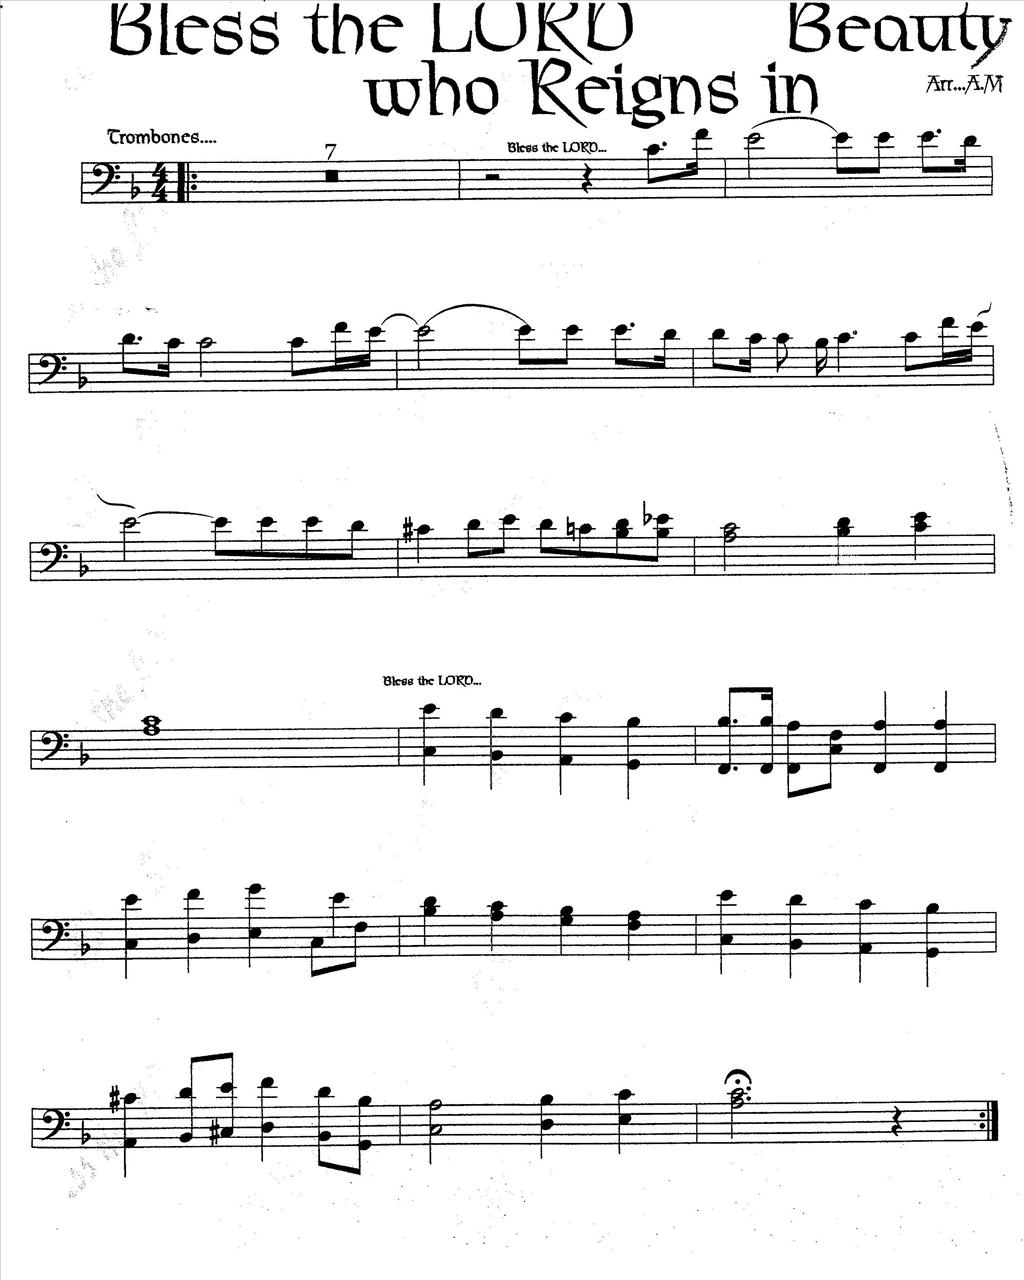 Bless the LORD Beauty
who Reigns in
Arr...A.M
Trombones....
7
Bless the LORD...
Bless the LORD...